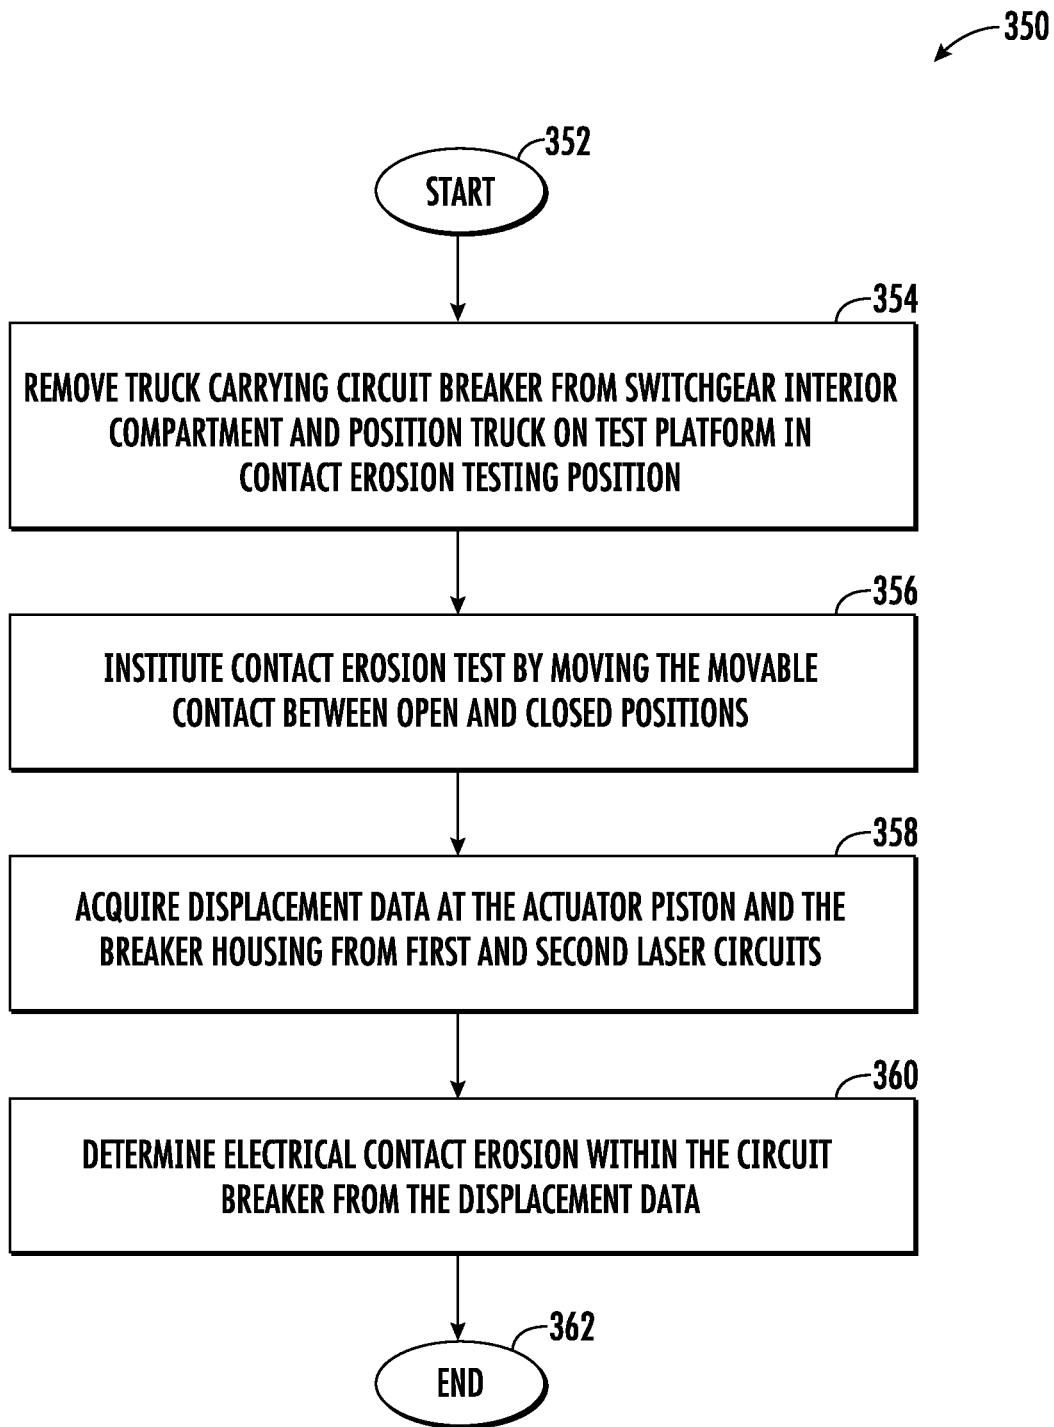 350
352
START
354
REMOVE TRUCK CARRYING CIRCUIT BREAKER FROM SWITCHGEAR INTERIOR
COMPARTMENT AND POSITION TRUCK ON TEST PLATFORM IN
CONTACT EROSION TESTING POSITION
356
INSTITUTE CONTACT EROSION TEST BY MOVING THE MOVABLE
CONTACT BETWEEN OPEN AND CLOSED POSITIONS
358
ACQUIRE DISPLACEMENT DATA AT THE ACTUATOR PISTON AND THE
BREAKER HOUSING FROM FIRST AND SECOND LASER CIRCUITS
360
DETERMINE ELECTRICAL CONTACT EROSION WITHIN THE CIRCUIT
BREAKER FROM THE DISPLACEMENT DATA
362
END